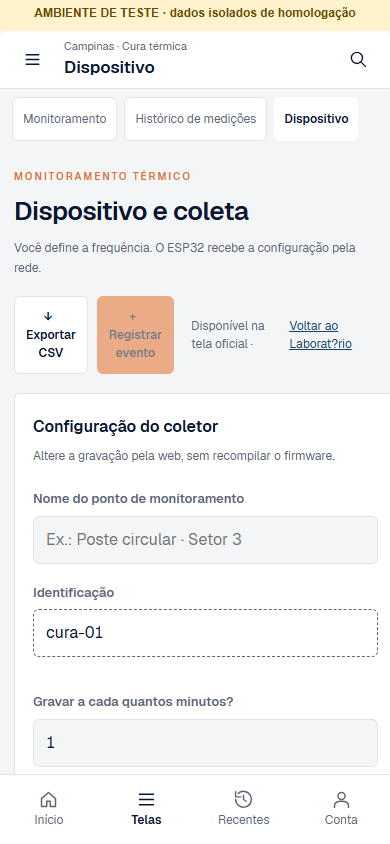 AMBIENTE DE TESTE · dados isolados de homologação
Campinas · Cura térmica
Dispositivo
Monitoramento
Histórico de medições
Dispositivo
MONITORAMENTO TÉRMICO
Dispositivo e coleta
Você define a frequência. O ESP32 recebe a configuração pela
rede.
↓
Exportar
CSV
+
Registrar
evento
Disponível na
tela oficial ·
Voltar ao
Laborat?rio
Configuração do coletor
Altere a gravação pela web, sem recompilar o firmware.
Nome do ponto de monitoramento
Ex.: Poste circular · Setor 3
Identificação
cura-01
Gravar a cada quantos minutos?
1
Início
Telas
Recentes
Conta